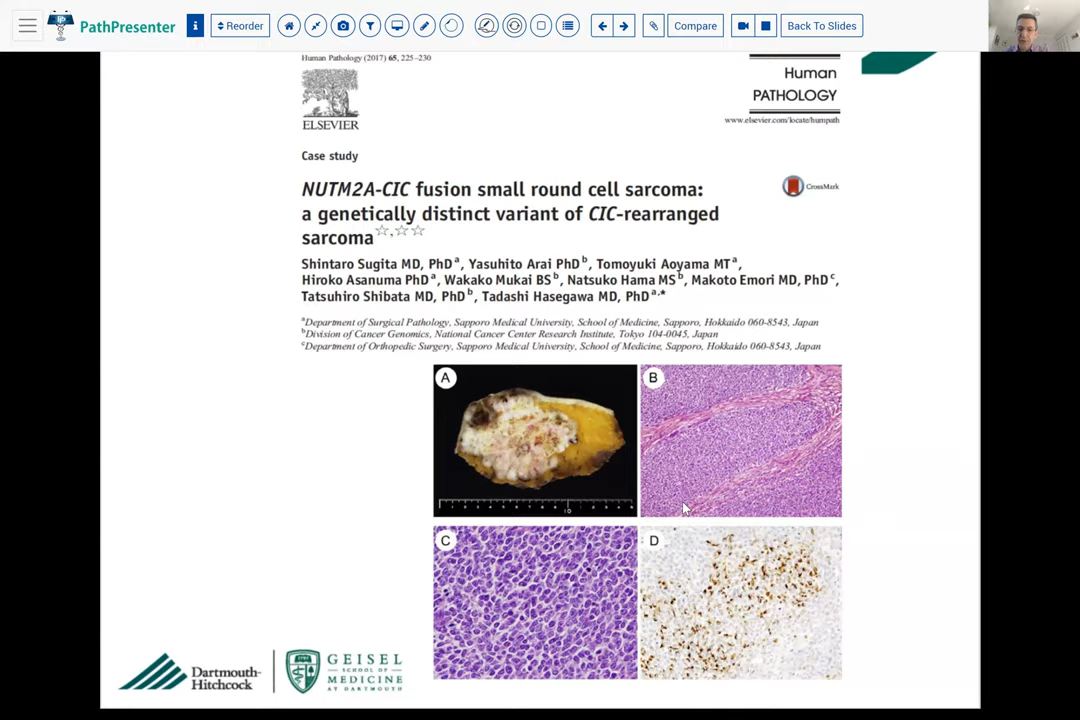 PathPresenter
i
Reorder
Compare
Back To Slides
Human Pathology (2017) 65, 225–230
Human
PATHOLOGY
ELSEVIER
www.elsevier.com/locate/humpath
Case study
NUTM2A-CIC fusion small round cell sarcoma:
a genetically distinct variant of CIC-rearranged
sarcoma☆,☆☆
CrossMark
Shintaro Sugita MD, PhD a, Yasuhito Arai PhD b, Tomoyuki Aoyama MT a,
Hiroko Asanuma PhD a, Wakako Mukai BS b, Natsuko Hama MS b, Makoto Emori MD, PhD c,
Tatsuhiro Shibata MD, PhD b, Tadashi Hasegawa MD, PhD a,*
a Department of Surgical Pathology, Sapporo Medical University, School of Medicine, Sapporo, Hokkaido 060-8543, Japan
b Division of Cancer Genomics, National Cancer Center Research Institute, Tokyo 104-0045, Japan
c Department of Orthopedic Surgery, Sapporo Medical University, School of Medicine, Sapporo, Hokkaido 060-8543, Japan
A
B
10
C
D
Dartmouth-
Hitchcock
GEISEL
SCHOOL OF
MEDICINE
AT DARTMOUTH